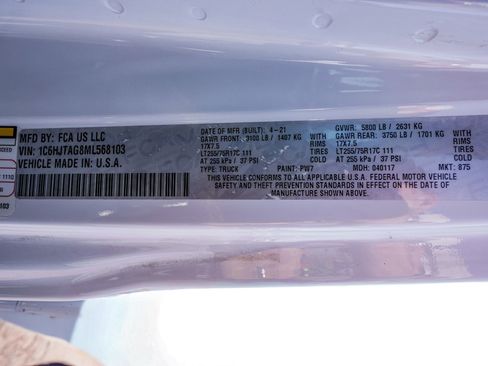 MFD BY: FCA US LLC
VIN: 1C6HJTAG8ML568103
VEHICLE MADE IN: U.S.A.
DATE OF MFR (BUILT): 4-21
GAWR FRONT: 3100 LB / 1407 KG WITH
17X7.5 RIMS
LT255/75R17C 111 TIRES
AT 255 kPa / 37 PSI
TYPE: TRUCK PAINT: PW7
GVWR: 5800 LB / 2631 KG
GAWR REAR: 3750 LB / 1701 KG WITH
17X7.5 RIMS
LT255/75R17C 111 TIRES
AT 255 kPa / 37 PSI
MDH: 040117 MKT: 875
THIS VEHICLE CONFORMS TO ALL APPLICABLE U.S.A. FEDERAL MOTOR VEHICLE
SAFETY AND THEFT PREVENTION STANDARDS IN EFFECT ON THE DATE OF
MANUFACTURE SHOWN ABOVE.
XCEED
1110
103